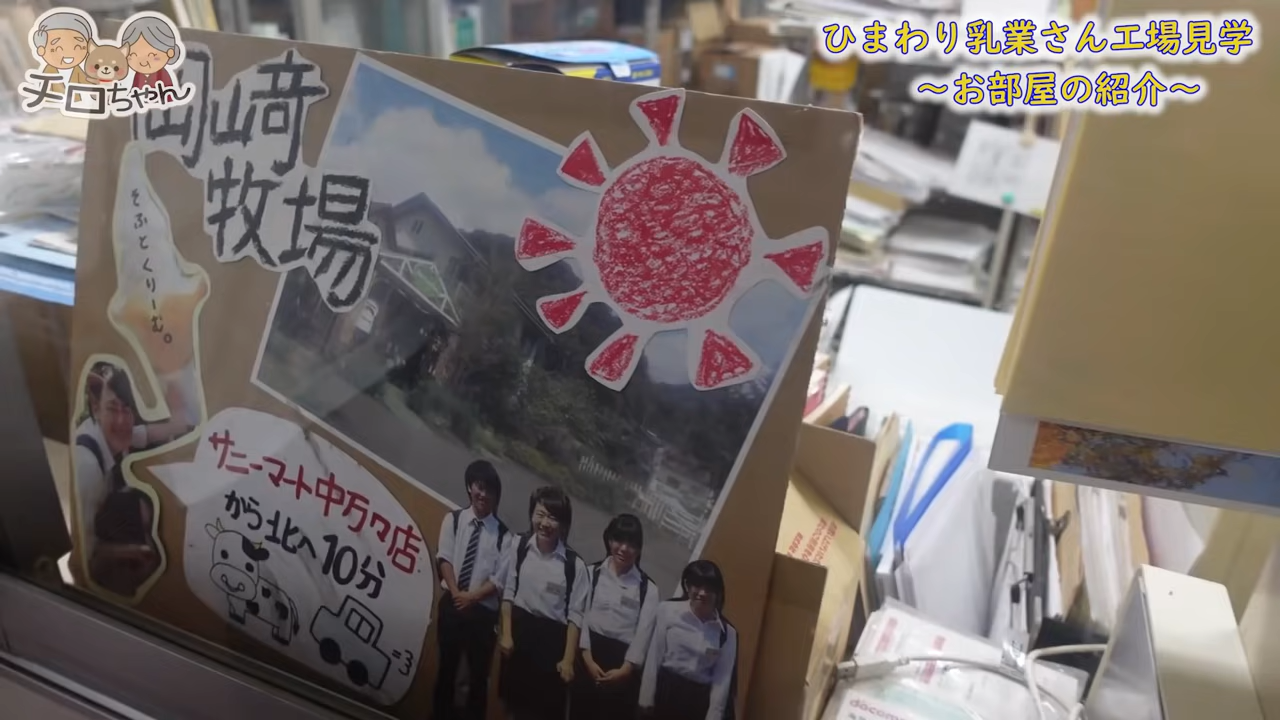 チロちゃん
ひまわり乳業さん工場見学
～お部屋の紹介～
岡﨑
牧場
そふとくりーむ。
サニーマート中万々店
から北へ10分
docomo